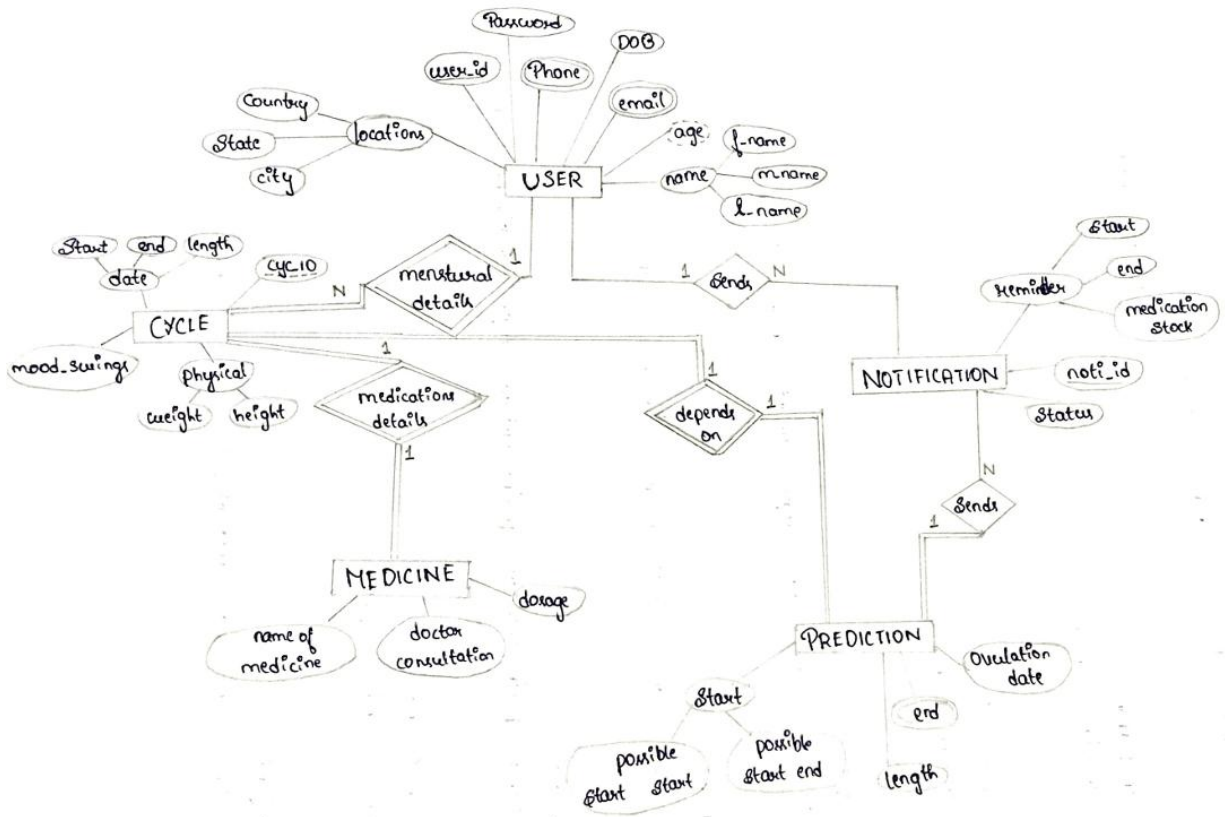 Password
DOB
user_id
Phone
email
Country
locations
State
city
age
f-name
name
m.name
l-name
USER
Start
end
length
date
CYC_ID
menstural
details
1
N
1
Sends
N
Start
reminder
end
medication
stock
CYCLE
mood_swings
Physical
weight
height
1
medications
details
1
1
depends
on
1
NOTIFICATION
noti_id
Status
N
Sends
1
MEDICINE
dosage
name of
medicine
doctor
consultation
PREDICTION
Ovulation
date
Start
end
possible
Start Start
possible
Start end
length